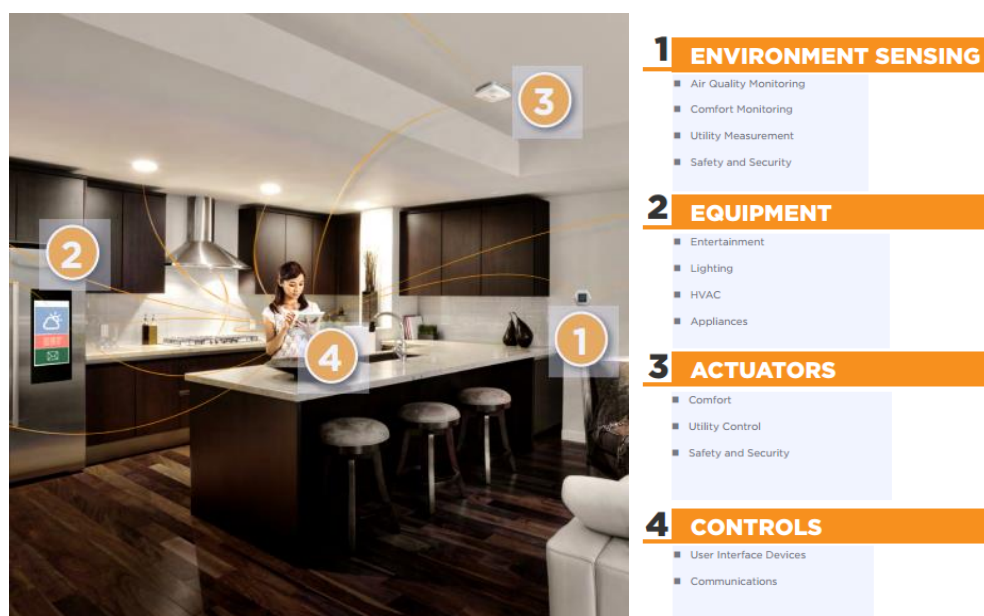 3
2
4
1
1 ENVIRONMENT SENSING
■ Air Quality Monitoring
■ Comfort Monitoring
■ Utility Measurement
■ Safety and Security
2 EQUIPMENT
■ Entertainment
■ Lighting
■ HVAC
■ Appliances
3 ACTUATORS
■ Comfort
■ Utility Control
■ Safety and Security
4 CONTROLS
■ User Interface Devices
■ Communications